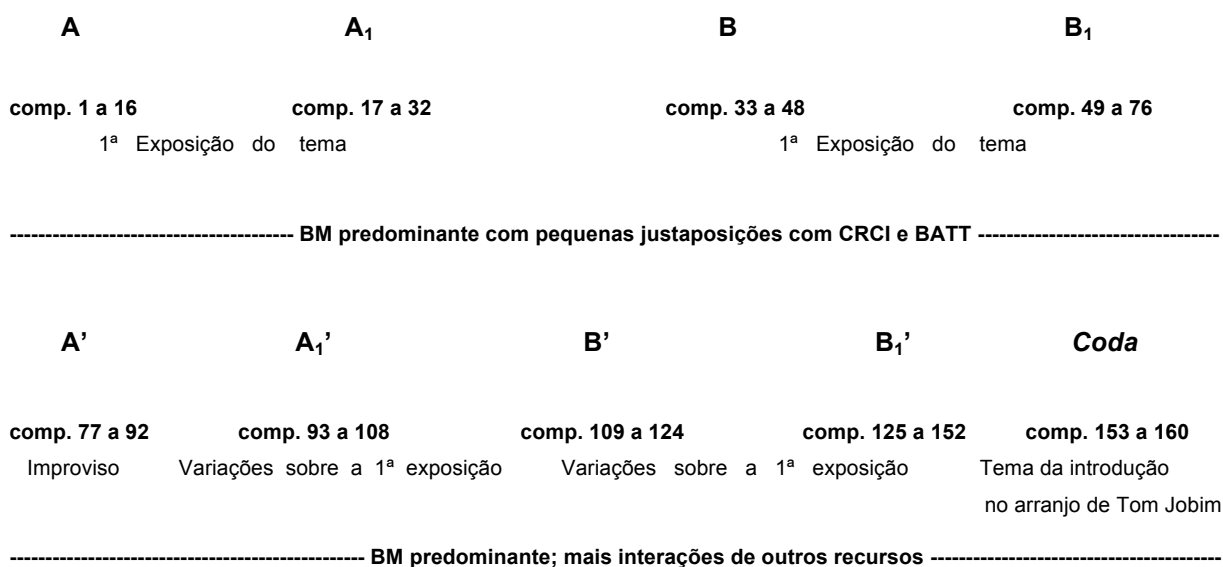 A A₁ B B₁
comp. 1 a 16 comp. 17 a 32 comp. 33 a 48 comp. 49 a 76
1ª Exposição do tema 1ª Exposição do tema
---------------------------------------- BM predominante com pequenas justaposições com CRCI e BATT ----------------------------------
A’ A₁’ B’ B₁’ Coda
comp. 77 a 92 comp. 93 a 108 comp. 109 a 124 comp. 125 a 152 comp. 153 a 160
Improviso Variações sobre a 1ª exposição Variações sobre a 1ª exposição Tema da introdução
no arranjo de Tom Jobim
-------------------------------------------------- BM predominante; mais interações de outros recursos -----------------------------------------